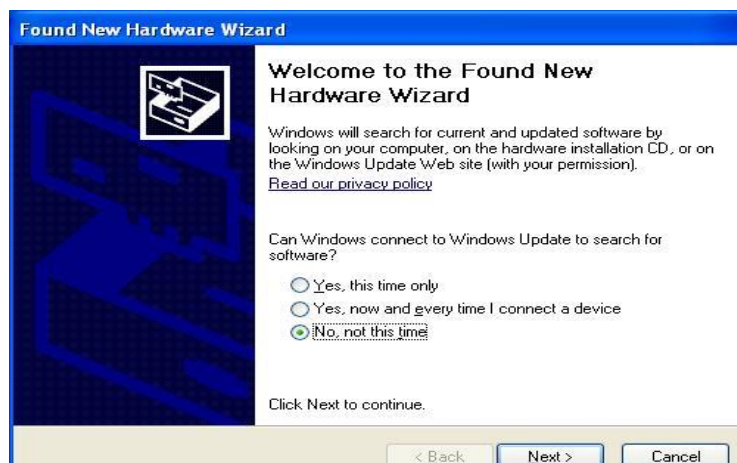 Found New Hardware Wizard
Welcome to the Found New
Hardware Wizard
Windows will search for current and updated software by
looking on your computer, on the hardware installation CD, or on
the Windows Update Web site (with your permission).
Read our privacy policy
Can Windows connect to Windows Update to search for
software?
Yes, this time only
Yes, now and every time I connect a device
No, not this time
Click Next to continue.
< Back Next > Cancel